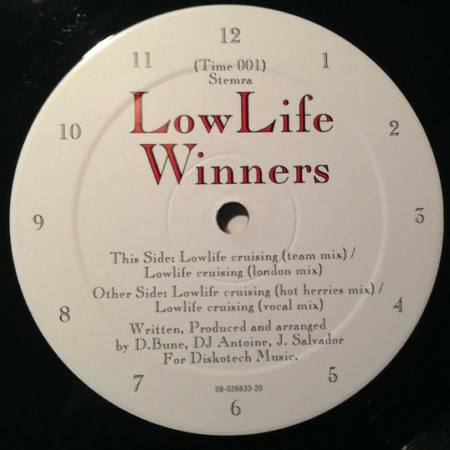 12
11
1
(Time 001)
Stemra
LowLife
10
2
Winners
9
3
This Side: Lowlife cruising (team mix) /
Lowlife cruising (london mix)
Other Side: Lowlife cruising (hot herries mix) /
8
Lowlife cruising (vocal mix)
4
Written, Produced and arranged
by D.Bune, DJ Antoine, J. Salvador
For Diskotech Music.
7
5
08-026833-20
6